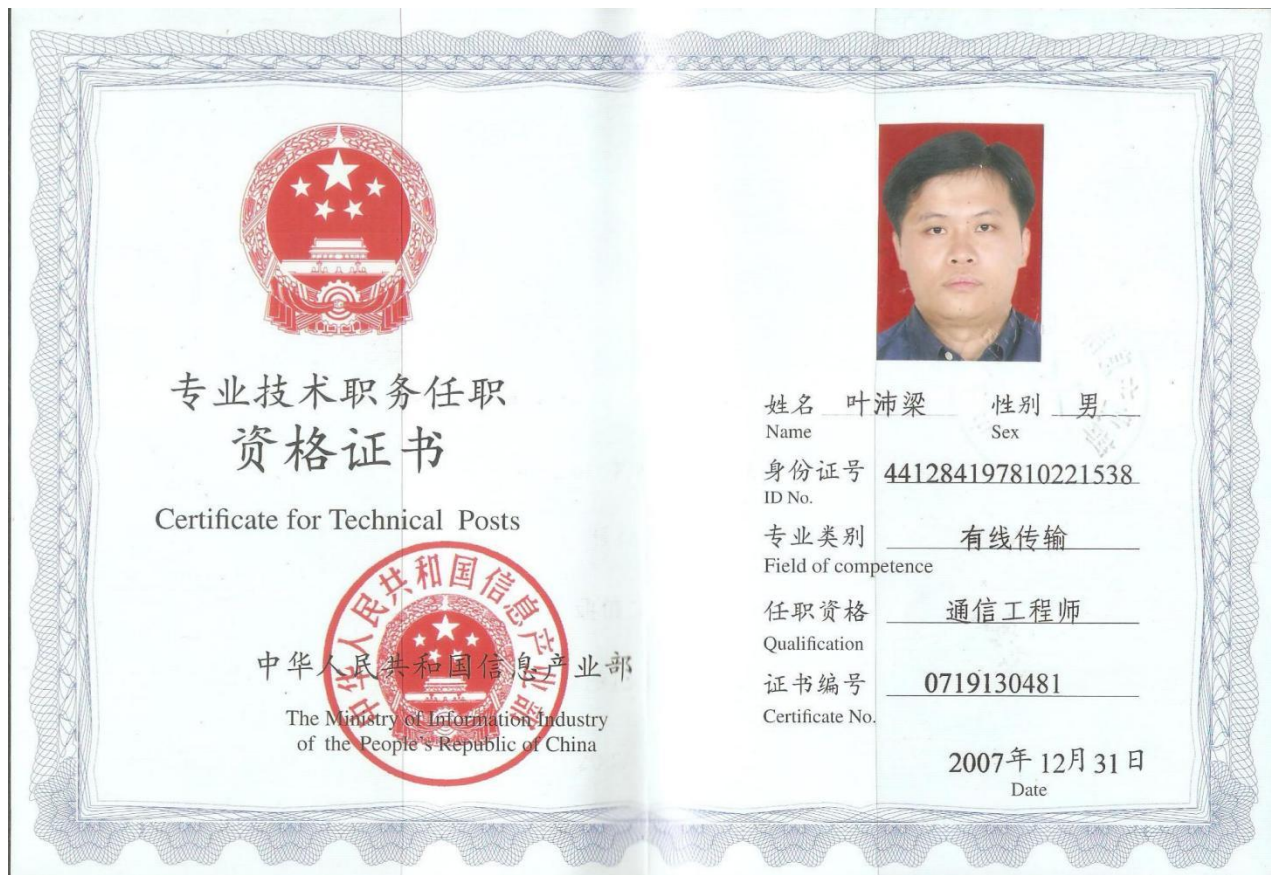 专业技术职务任职
资格证书
Certificate for Technical Posts
中华人民共和国信息产业部
中华人民共和国信息产业部
The Ministry of Information Industry
of the People's Republic of China
姓名 叶沛梁 性别 男
Name Sex
身份证号 441284197810221538
ID No.
专业类别 有线传输
Field of competence
任职资格 通信工程师
Qualification
证书编号 0719130481
Certificate No.
2007年 12月 31日
Date